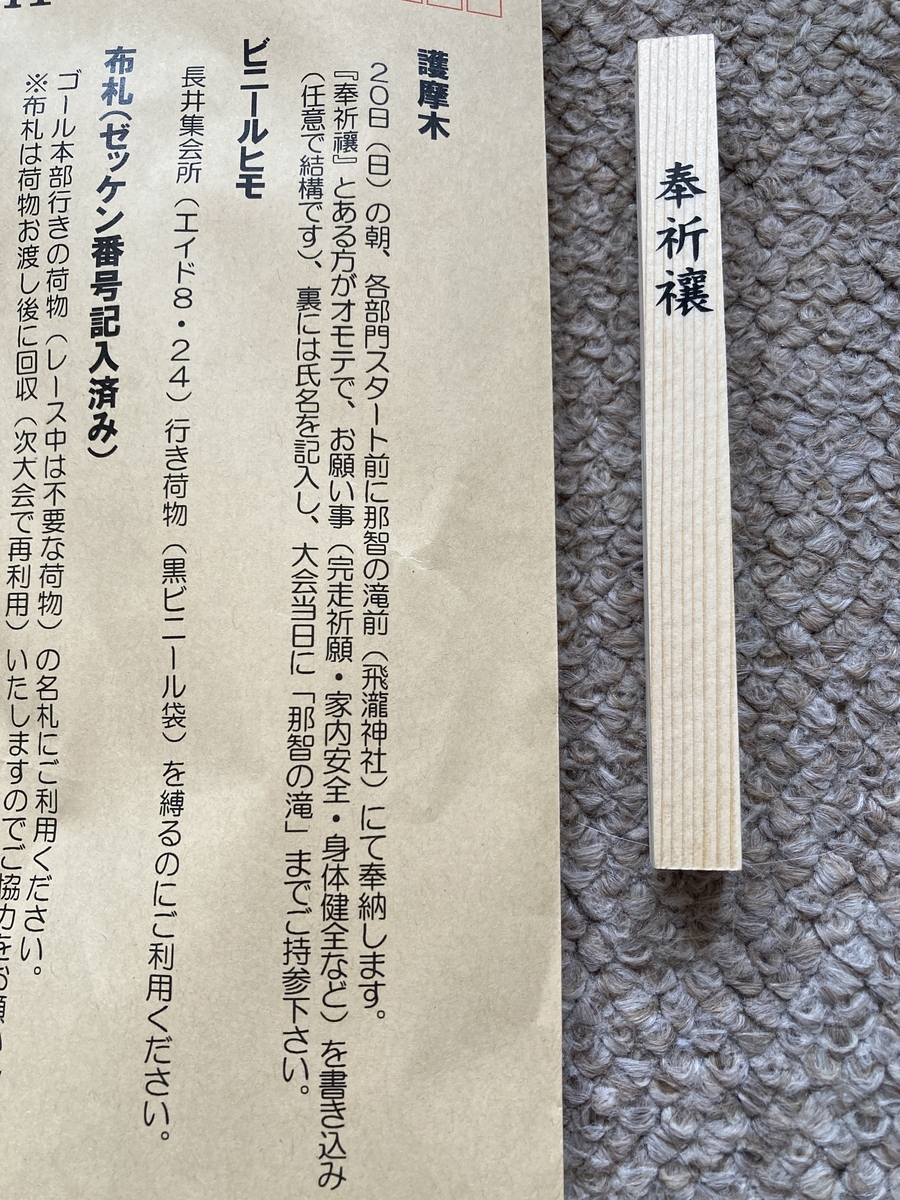 護摩木
20日(日)の朝、各部門スタート前に那智の滝前(飛瀧神社)にて奉納します。
『奉祈禳』とある方がオモテで、お願い事(完走祈願・家内安全・身体健全など)を書き込み
(任意で結構です)、裏には氏名を記入し、大会当日に「那智の滝」までご持参下さい。
ビニールヒモ
長井集会所(エイド8・24)行き荷物(黒ビニール袋)を縛るのにご利用ください。
布札(ゼッケン番号記入済み)
ゴール本部行きの荷物(レース中は不要な荷物)の名札にご利用ください。
※布札は荷物お渡し後に回収(次大会で再利用)いたしますのでご協力をお願い
奉祈禳